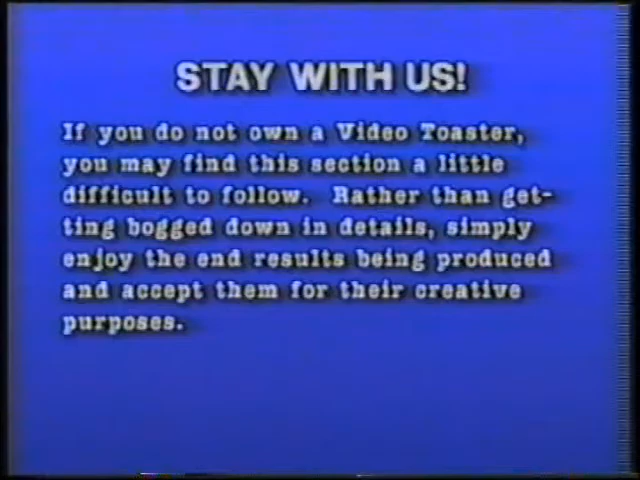 STAY WITH US!
If you do not own a Video Toaster,
you may find this section a little
difficult to follow. Rather than get-
ting bogged down in details, simply
enjoy the end results being produced
and accept them for their creative
purposes.